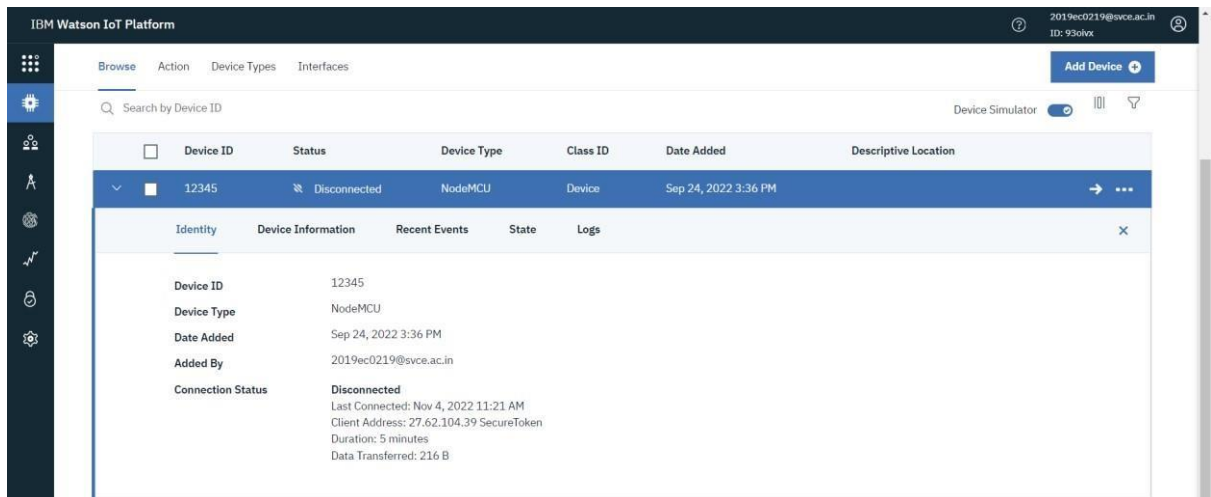 IBM Watson IoT Platform
2019ec0219@svce.ac.in
ID: 93olvx
Browse Action Device Types Interfaces
Add Device
Search by Device ID
Device Simulator
Device ID Status Device Type Class ID Date Added Descriptive Location
12345 Disconnected NodeMCU Device Sep 24, 2022 3:36 PM
Identity Device Information Recent Events State Logs
Device ID 12345
Device Type NodeMCU
Date Added Sep 24, 2022 3:36 PM
Added By 2019ec0219@svce.ac.in
Connection Status Disconnected
Last Connected: Nov 4, 2022 11:21 AM
Client Address: 27.62.104.39 SecureToken
Duration: 5 minutes
Data Transferred: 216 B